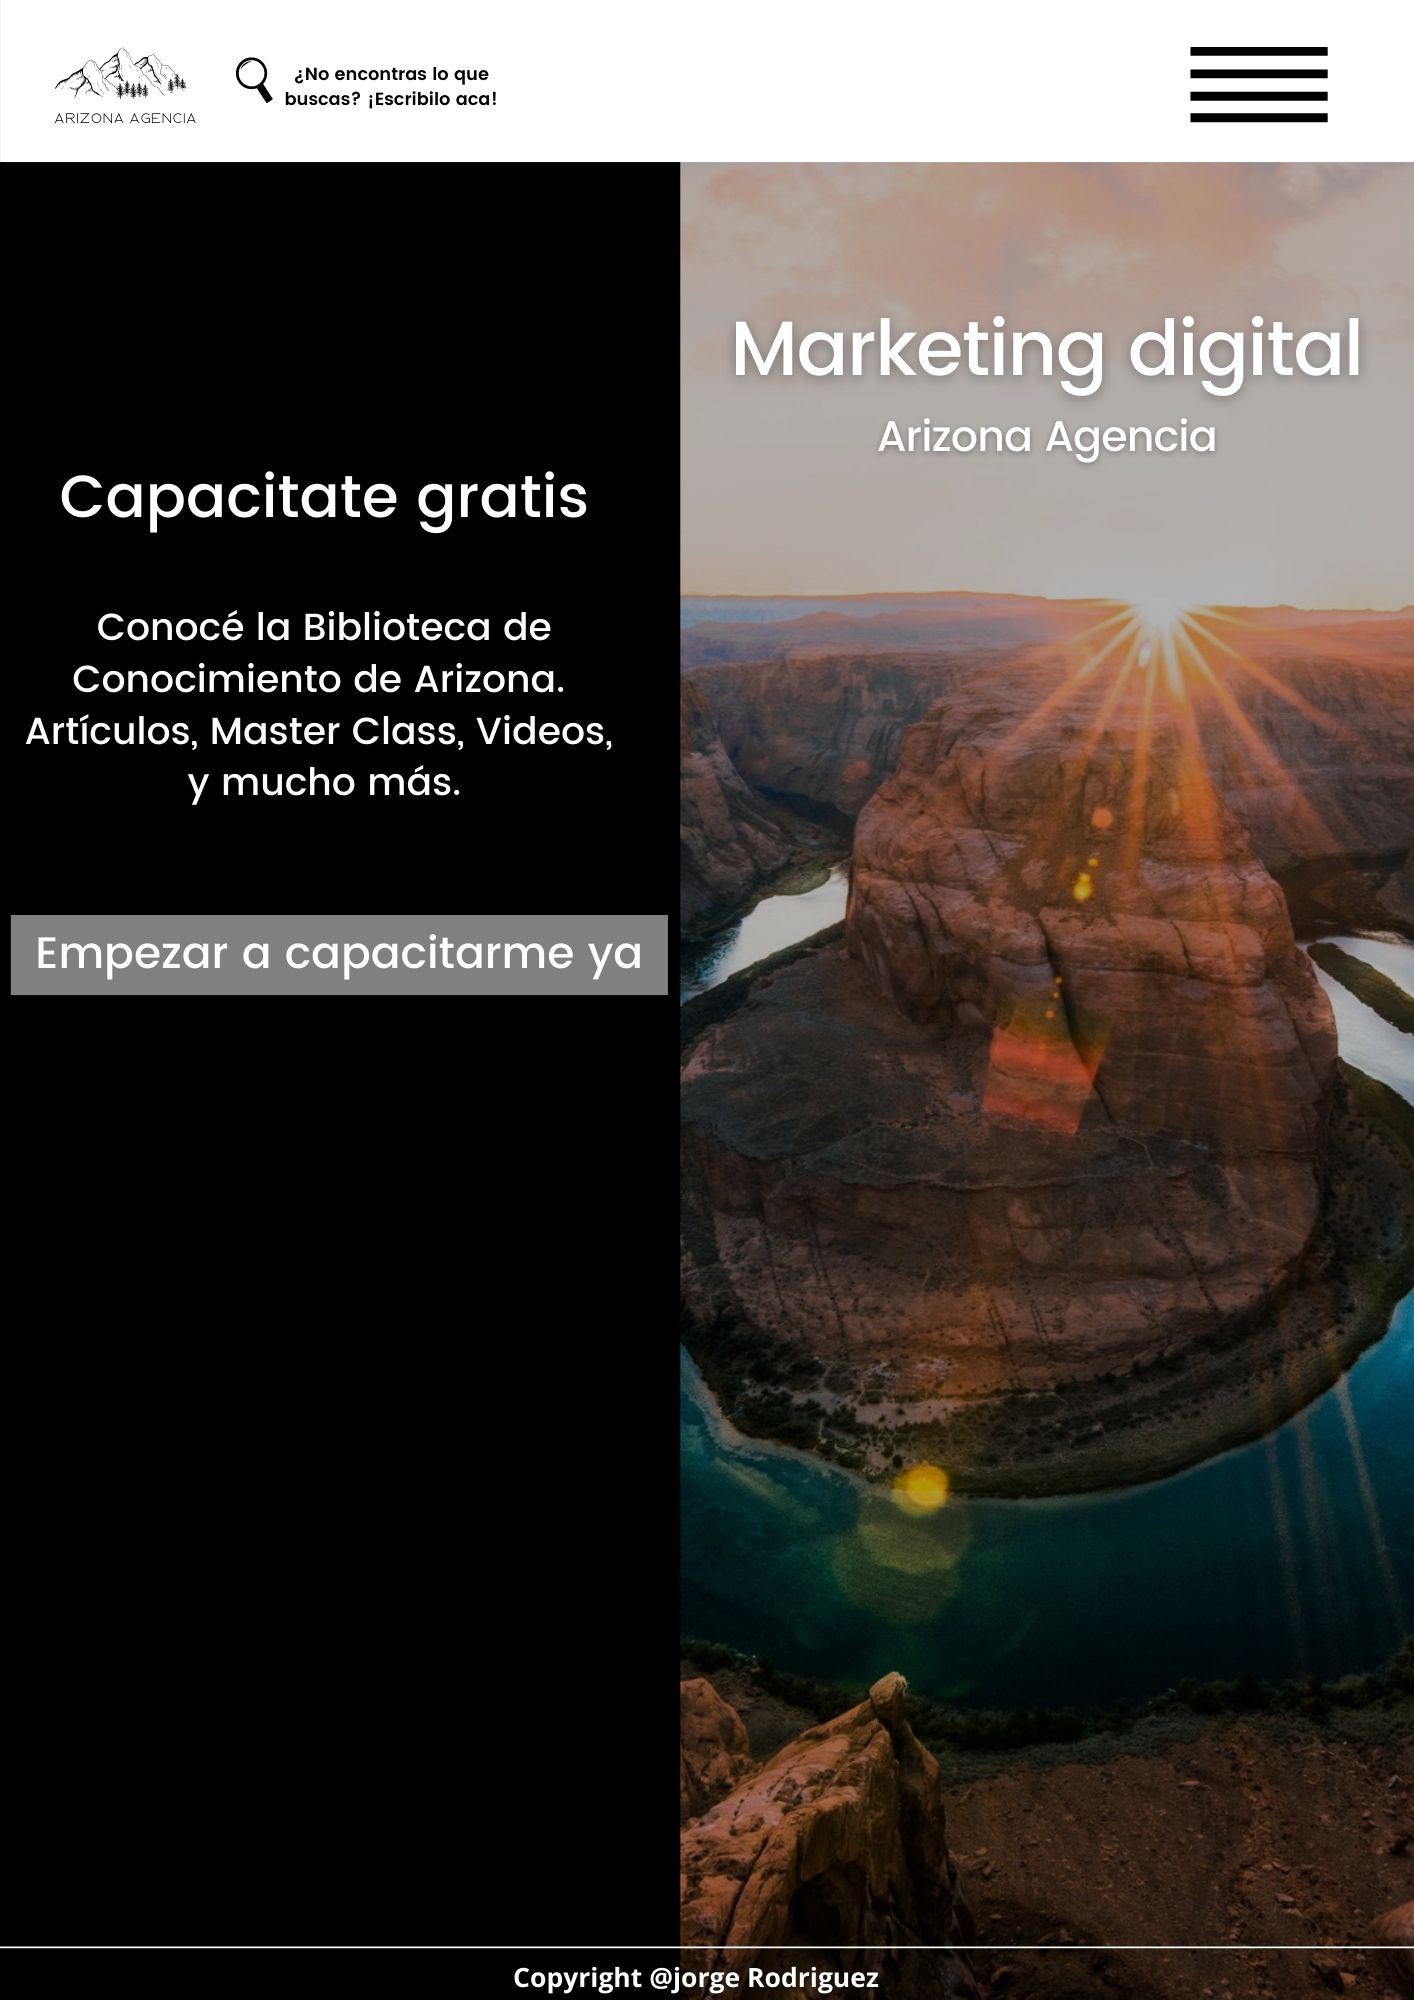 ARIZONA AGENCIA
¿No encontras lo que
buscas? ¡Escribilo aca!
Capacitate gratis
Conocé la Biblioteca de
Conocimiento de Arizona.
Artículos, Master Class, Videos,
y mucho más.
Empezar a capacitarme ya
Marketing digital
Arizona Agencia
Copyright @jorge Rodriguez